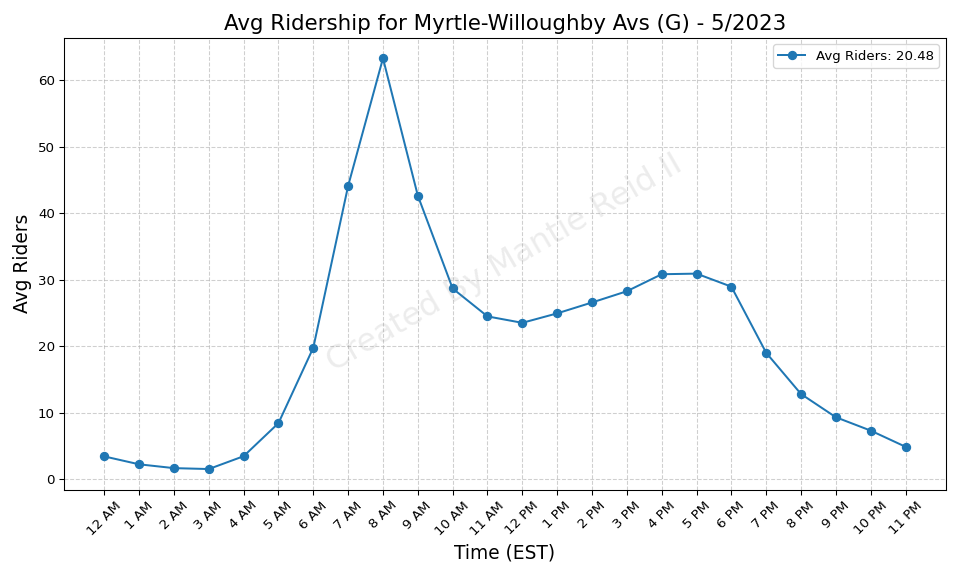 Avg Ridership for Myrtle-Willoughby Avs (G) - 5/2023
Avg Riders: 20.48
60
50
40
30
20
10
0
Avg Riders
Created By Mantie Reid II
12 AM
1 AM
2 AM
3 AM
4 AM
5 AM
6 AM
7 AM
8 AM
9 AM
10 AM
11 AM
12 PM
1 PM
2 PM
3 PM
4 PM
5 PM
6 PM
7 PM
8 PM
9 PM
10 PM
11 PM
Time (EST)